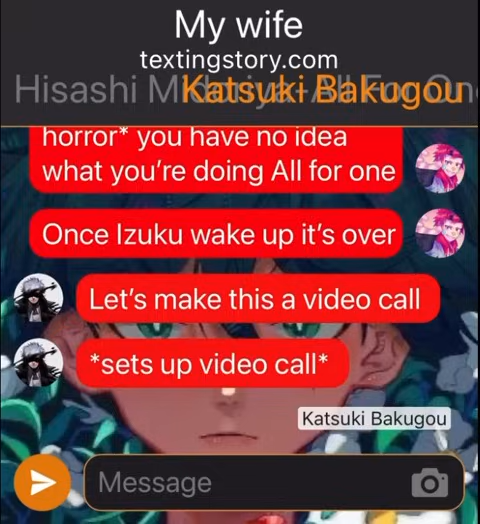 My wife
textingstory.com
Hisashi Katsuki Bakugou
horror* you have no idea
what you're doing All for one
Once Izuku wake up it's over
Let's make this a video call
*sets up video call*
Katsuki Bakugou
Message